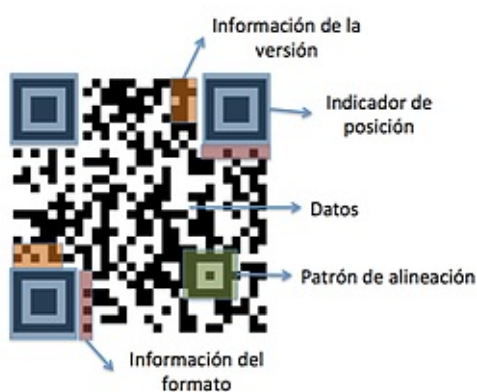 Información de la
versión
Indicador de
posición
Datos
Patrón de alineación
Información del
formato